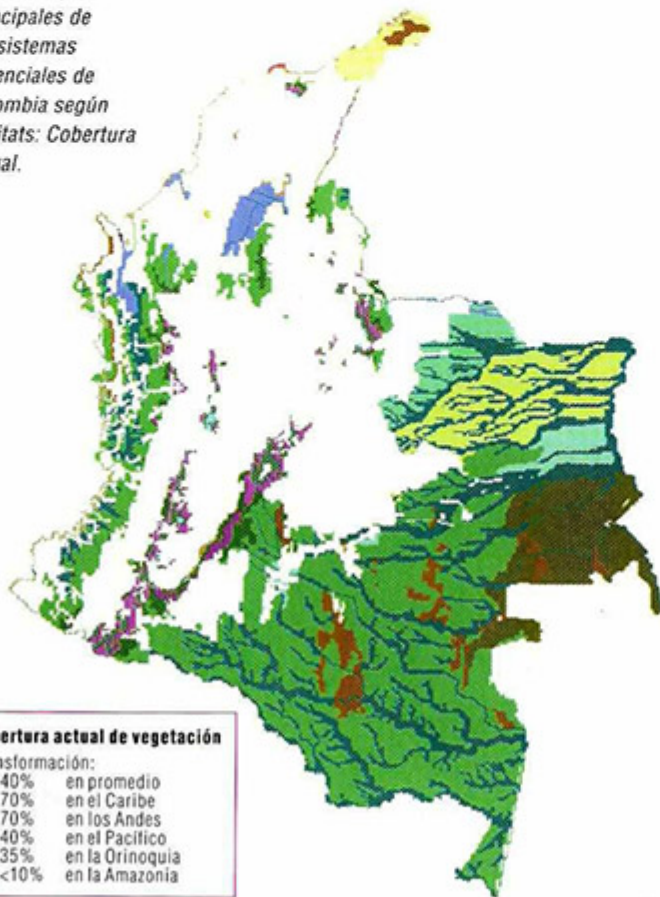 cipales de
sistemas
enciales de
ombia según
itats: Cobertura
al.
ertura actual de vegetación
sformación:
40% en promedio
70% en el Caribe
70% en los Andes
40% en el Pacífico
35% en la Orinoquia
<10% en la Amazonia